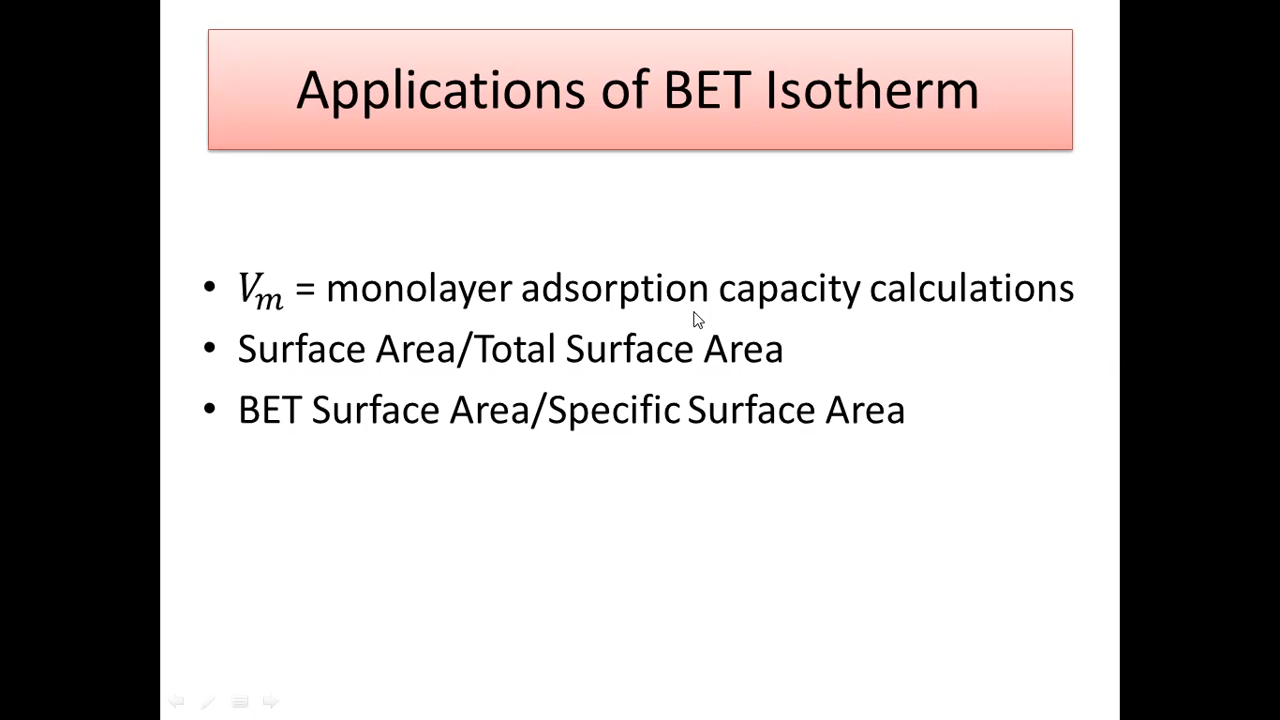 Applications of BET Isotherm
• V_m = monolayer adsorption capacity calculations
• Surface Area/Total Surface Area
• BET Surface Area/Specific Surface Area